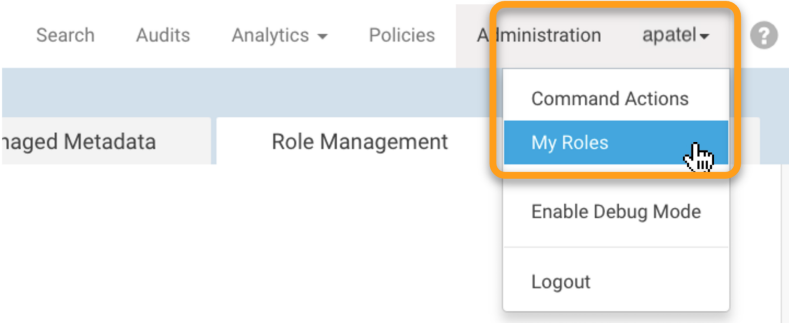 Search Audits Analytics Policies Administration apatel ?
naged Metadata Role Management
Command Actions
My Roles
Enable Debug Mode
Logout